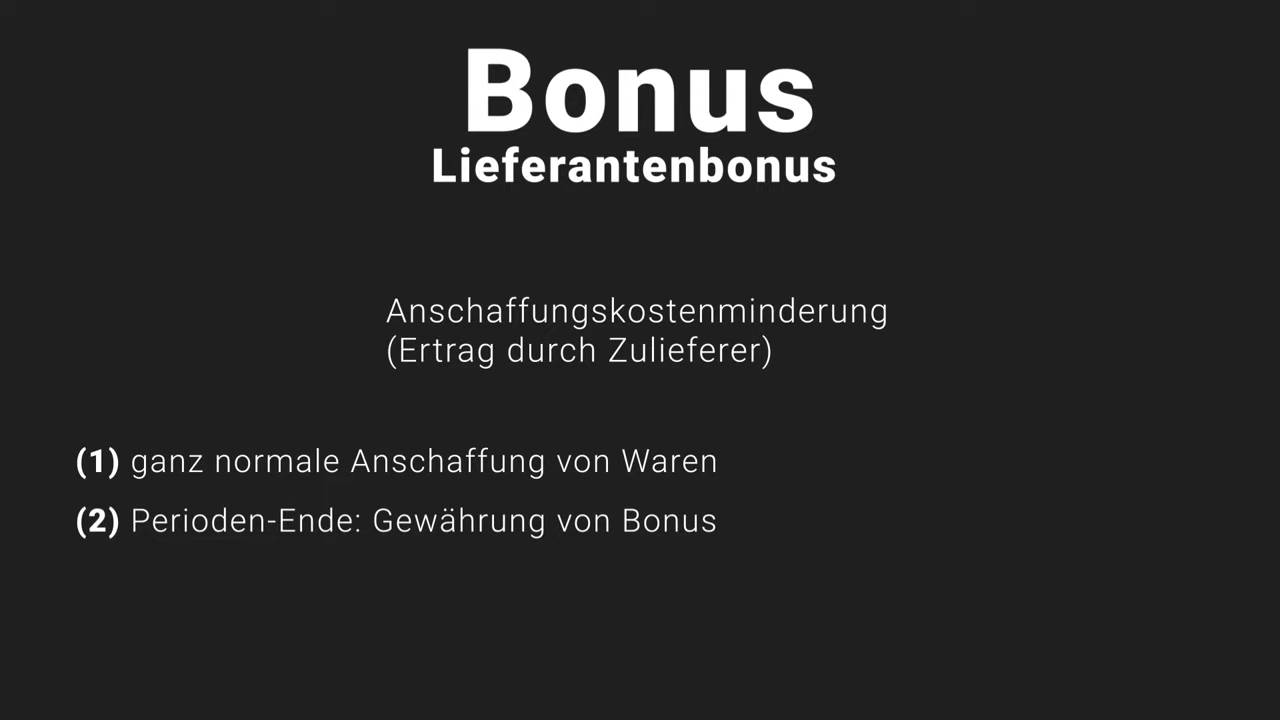 Bonus
Lieferantenbonus
Anschaffungskostenminderung
(Ertrag durch Zulieferer)
(1) ganz normale Anschaffung von Waren
(2) Perioden-Ende: Gewährung von Bonus